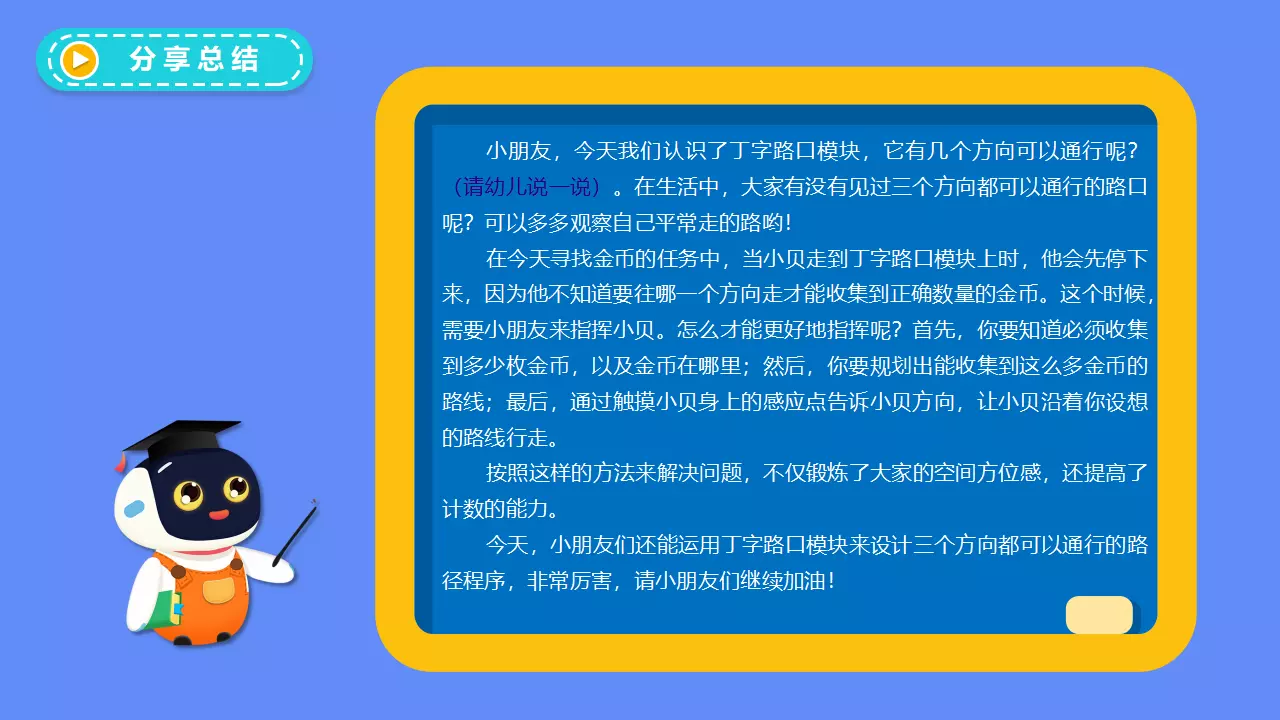 分享总结
小朋友，今天我们认识了丁字路口模块，它有几个方向可以通行呢？
（请幼儿说一说）。在生活中，大家有没有见过三个方向都可以通行的路口
呢？可以多多观察自己平常走的路哟！
在今天寻找金币的任务中，当小贝走到丁字路口模块上时，他会先停下
来，因为他不知道要往哪一个方向走才能收集到正确数量的金币。这个时候，
需要小朋友来指挥小贝。怎么才能更好地指挥呢？首先，你要知道必须收集
到多少枚金币，以及金币在哪里；然后，你要规划出能收集到这么多金币的
路线；最后，通过触摸小贝身上的感应点告诉小贝方向，让小贝沿着你设想
的路线行走。
按照这样的方法来解决问题，不仅锻炼了大家的空间方位感，还提高了
计数的能力。
今天，小朋友们还能运用丁字路口模块来设计三个方向都可以通行的路
径程序，非常厉害，请小朋友们继续加油！